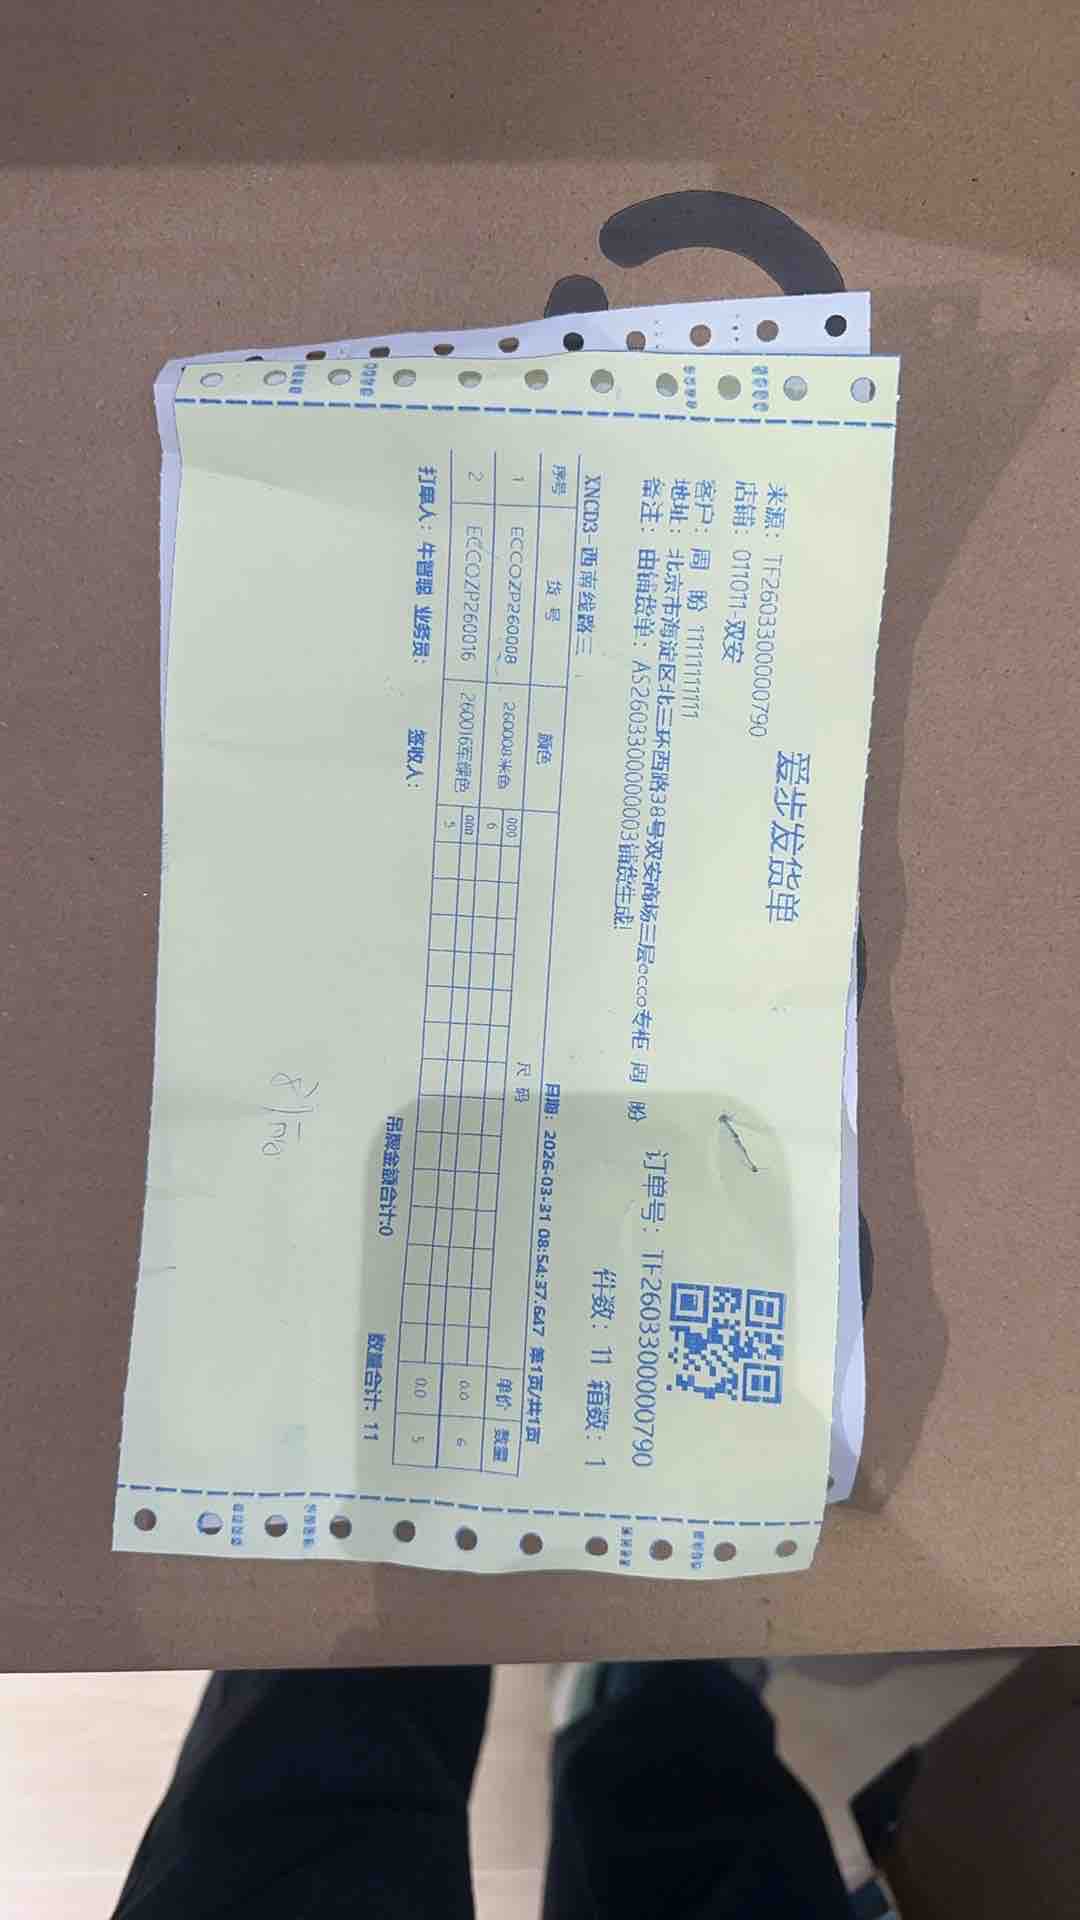 爱步发货单
来源：TF260330000790
店铺：011011-双安
订单号：TF260330000790
客户：周 盼 1111111111
地址：北京市海淀区北三环西路38号双安商场三层ecco专柜 周 盼
备注：由铺货单：AS260330000003铺货生成!
件数：11 箱数：1
XNCD3-西南线路三
日期：2026-03-31 08:54:37.647 第1页/共1页
序号 货号 颜色 尺码 单价 数量
000
1 ECCOZP260008 260008米色 6 0.0 6
000
2 ECCOZP260016 260016军绿色 5 0.0 5
吊牌金额合计:0 数量合计: 11
打单人：牛智聪 业务员： 签收人：